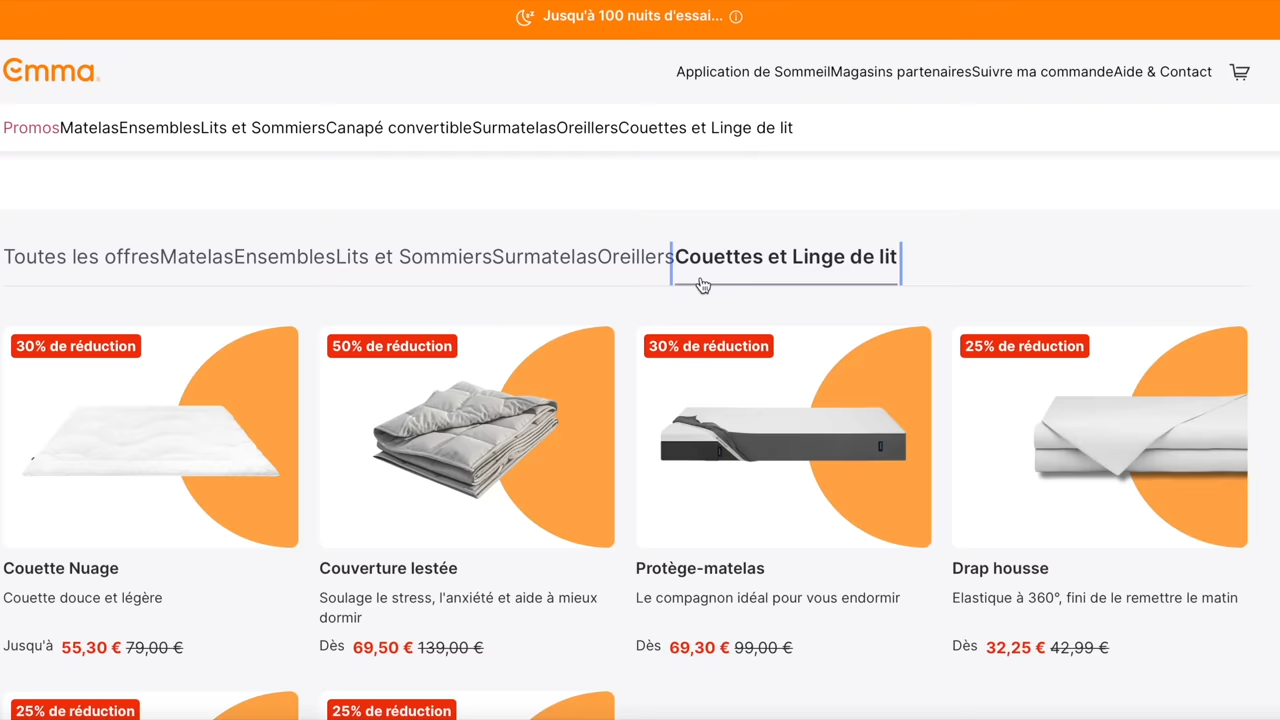 Jusqu'à 100 nuits d'essai...
Emma
Application de SommeilMagasins partenairesSuivre ma commandeAide & Contact
PromosMatelasEnsemblesLits et SommiersCanapé convertibleSurmatelasOreillersCouettes et Linge de lit
Toutes les offresMatelasEnsemblesLits et SommiersSurmatelasOreillersCouettes et Linge de lit
30% de réduction
50% de réduction
30% de réduction
25% de réduction
Couette Nuage
Couette douce et légère
Jusqu'à 55,30 € 79,00 €
Couverture lestée
Soulage le stress, l'anxiété et aide à mieux
dormir
Dès 69,50 € 139,00 €
Protège-matelas
Le compagnon idéal pour vous endormir
Dès 69,30 € 99,00 €
Drap housse
Elastique à 360°, fini de le remettre le matin
Dès 32,25 € 42,99 €
25% de réduction
25% de réduction